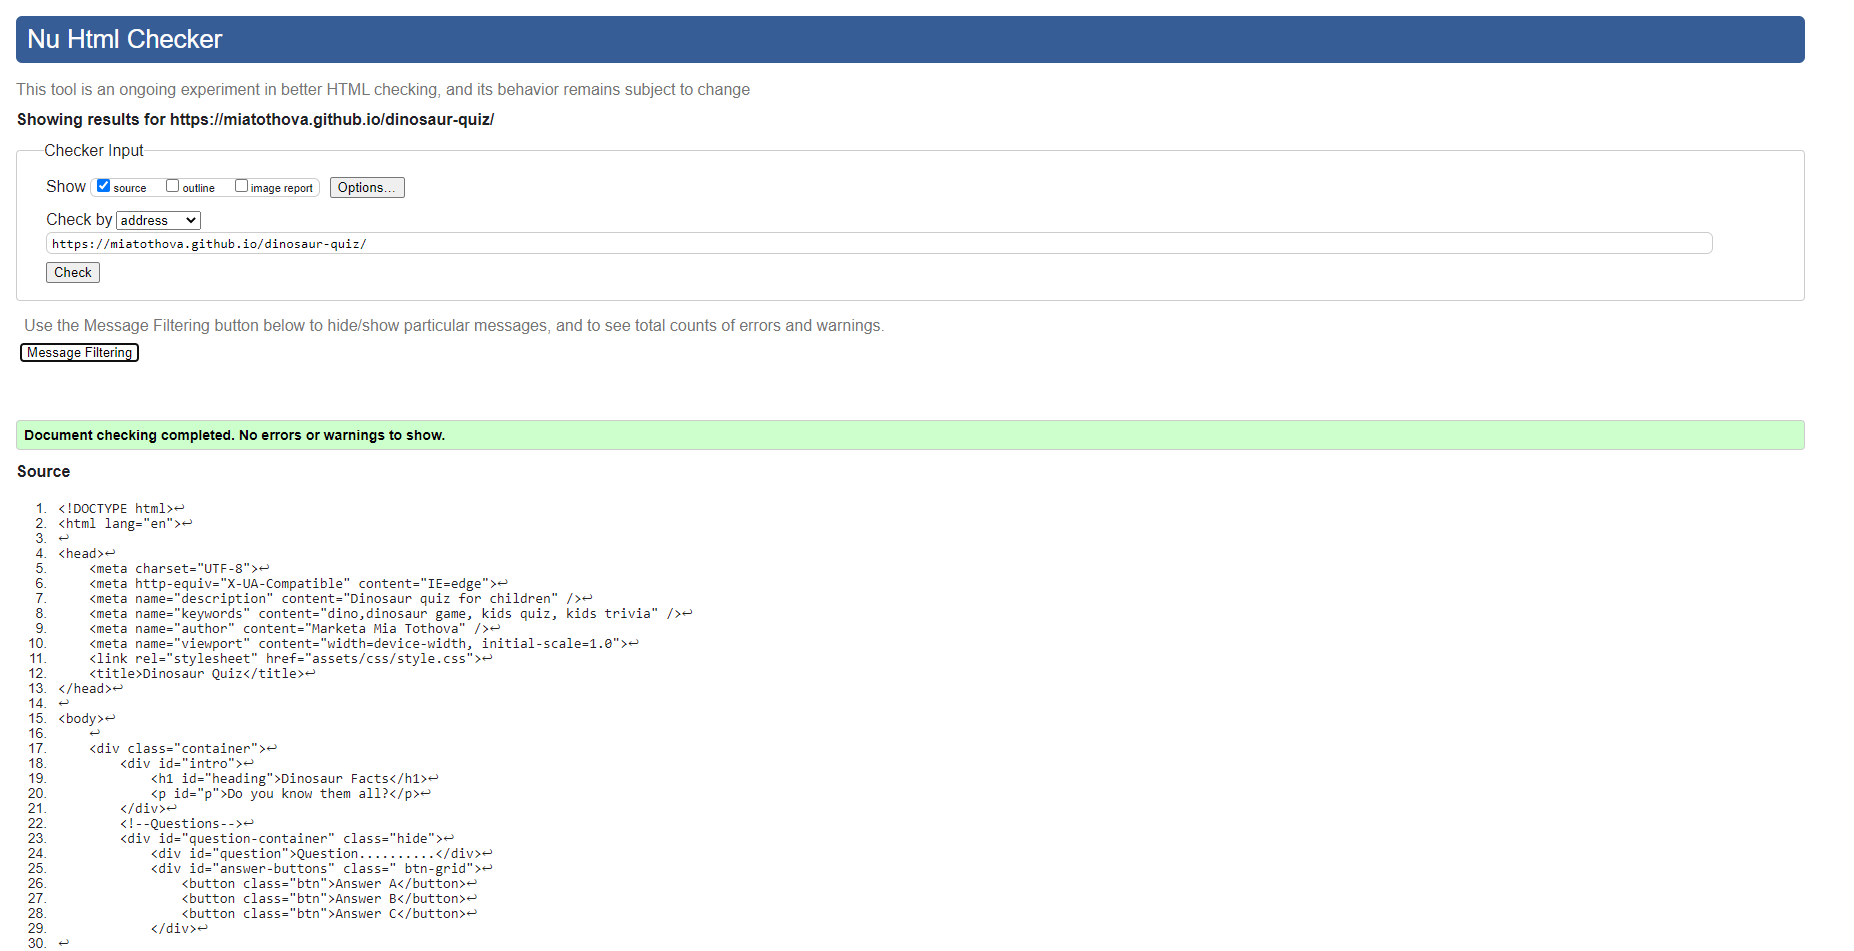 Nu Html Checker
This tool is an ongoing experiment in better HTML checking, and its behavior remains subject to change
Showing results for https://miatothova.github.io/dinosaur-quiz/
Checker Input
Show source outline image report Options...
Check by address
https://miatothova.github.io/dinosaur-quiz/
Check
Use the Message Filtering button below to hide/show particular messages, and to see total counts of errors and warnings.
Message Filtering
Document checking completed. No errors or warnings to show.
Source
1. <!DOCTYPE html>↩
2. <html lang="en">↩
3. ↩
4. <head>↩
5.     <meta charset="UTF-8">↩
6.     <meta http-equiv="X-UA-Compatible" content="IE=edge">↩
7.     <meta name="description" content="Dinosaur quiz for children" />↩
8.     <meta name="keywords" content="dino,dinosaur game, kids quiz, kids trivia" />↩
9.     <meta name="author" content="Marketa Mia Tothova" />↩
10.     <meta name="viewport" content="width=device-width, initial-scale=1.0">↩
11.     <link rel="stylesheet" href="assets/css/style.css">↩
12.     <title>Dinosaur Quiz</title>↩
13. </head>↩
14. ↩
15. <body>↩
16.     ↩
17.     <div class="container">↩
18.         <div id="intro">↩
19.             <h1 id="heading">Dinosaur Facts</h1>↩
20.             <p id="p">Do you know them all?</p>↩
21.         </div>↩
22.         <!--Questions-->↩
23.         <div id="question-container" class="hide">↩
24.             <div id="question">Question..........</div>↩
25.             <div id="answer-buttons" class=" btn-grid">↩
26.                 <button class="btn">Answer A</button>↩
27.                 <button class="btn">Answer B</button>↩
28.                 <button class="btn">Answer C</button>↩
29.             </div>↩
30. ↩